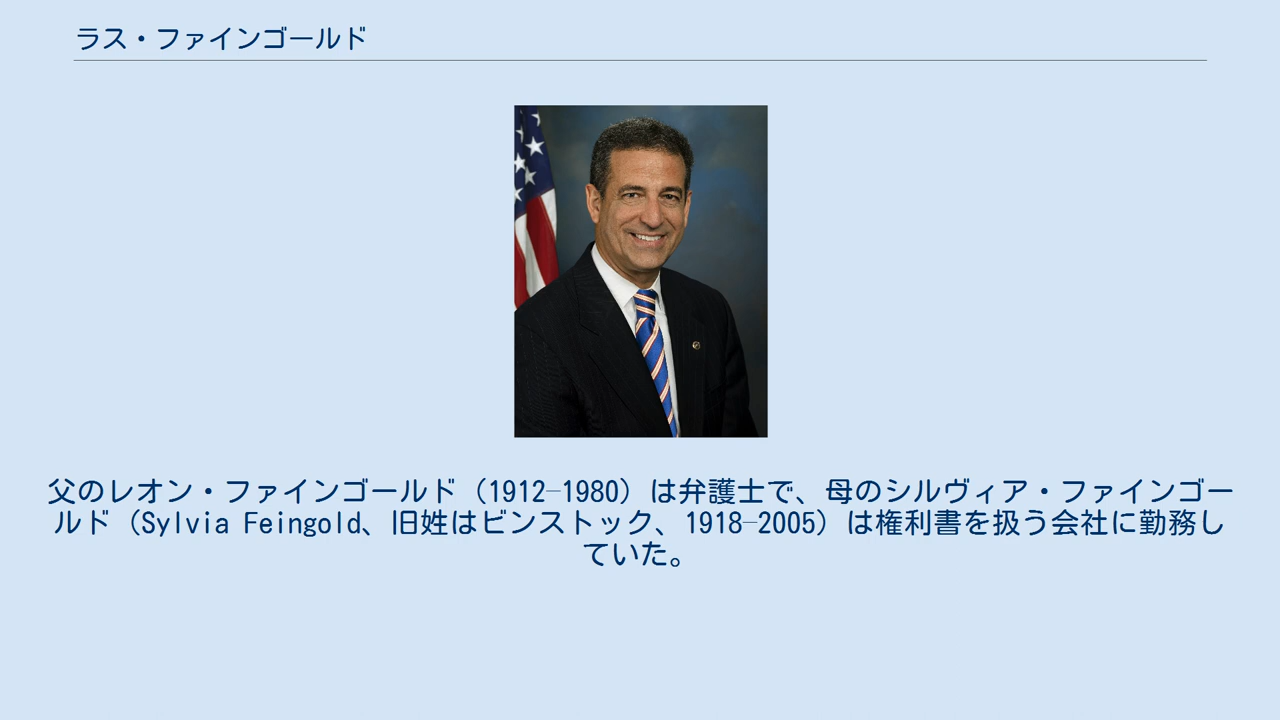 ラス・ファインゴールド
父のレオン・ファインゴールド（1912–1980）は弁護士で、母のシルヴィア・ファインゴー
ルド（Sylvia Feingold、旧姓はビンストック、1918–2005）は権利書を扱う会社に勤務し
ていた。